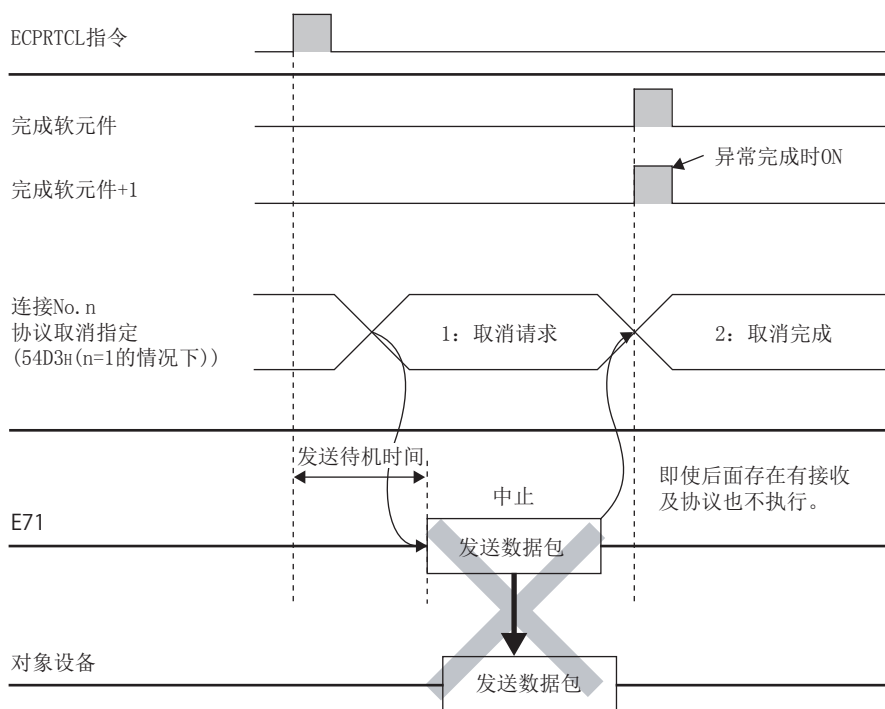 ECPRTCL指令
完成软元件
异常完成时ON
完成软元件+1
连接No.n
协议取消指定
(54D3H(n=1的情况下))
1: 取消请求
2: 取消完成
发送待机时间
即使后面存在有接收
及协议也不执行。
中止
E71
发送数据包
对象设备
发送数据包